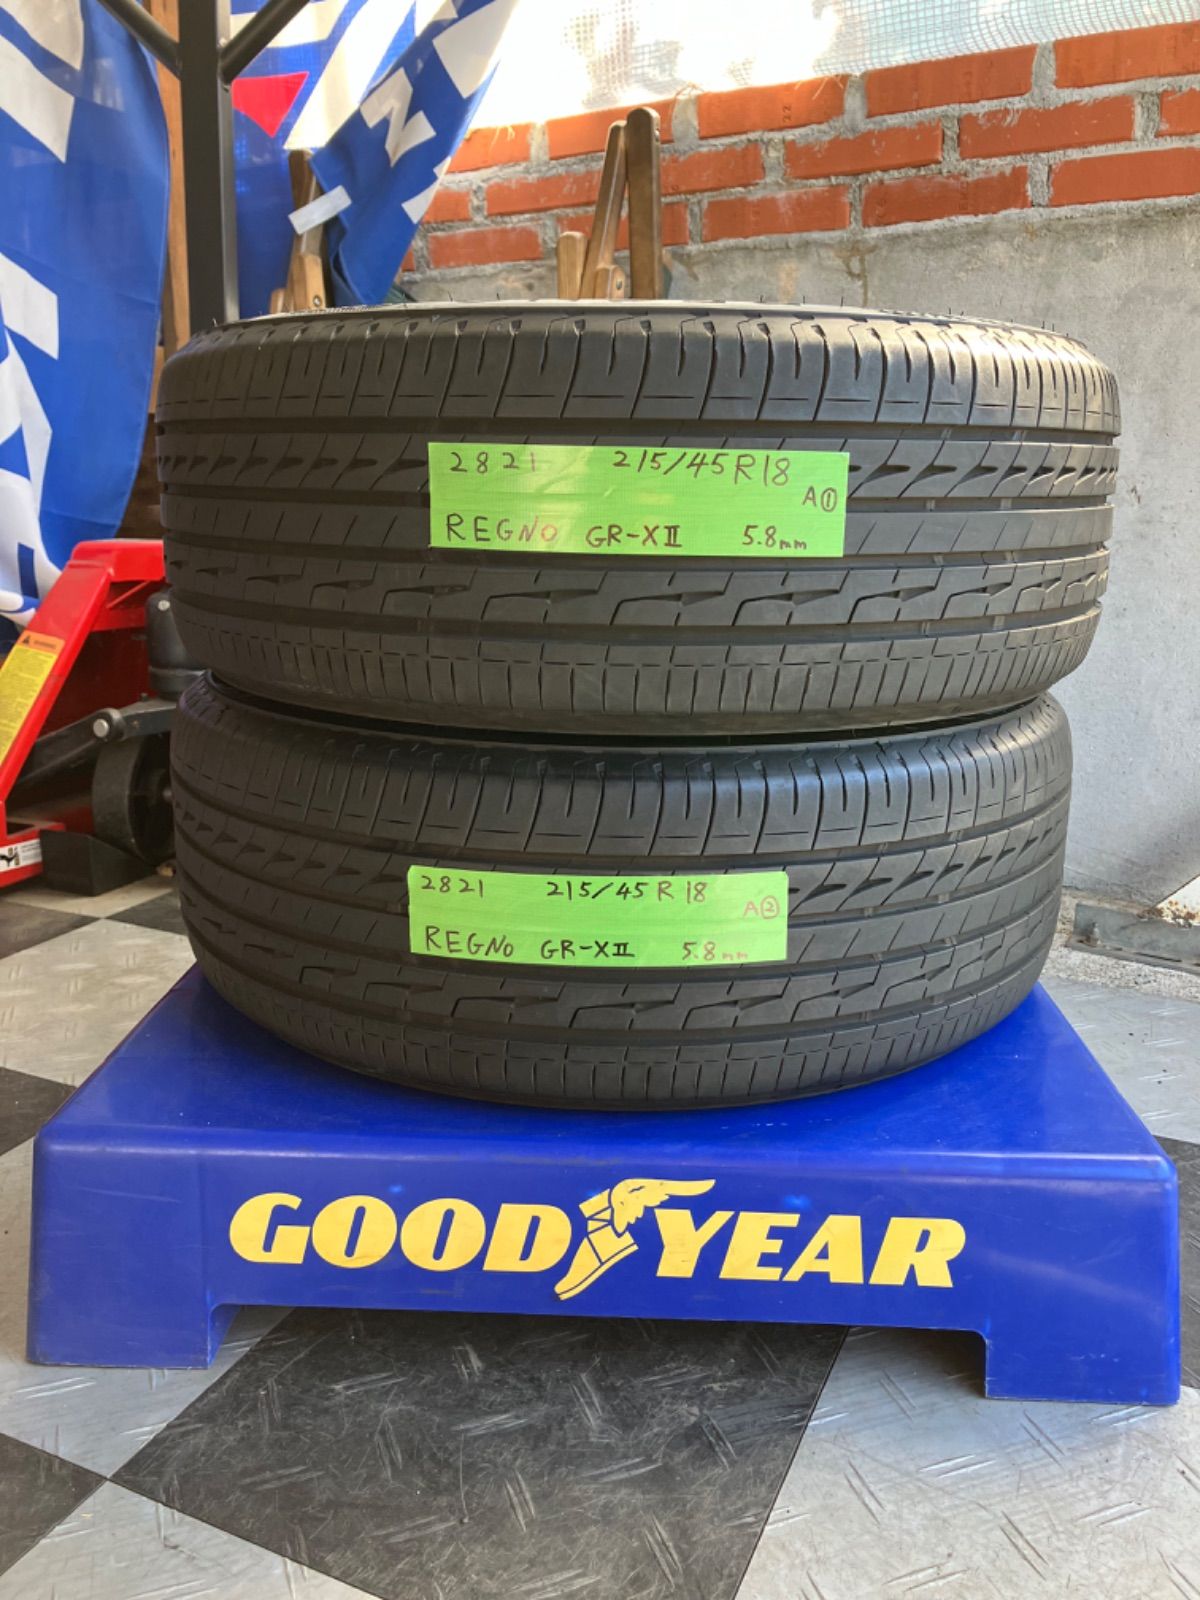 2821 215/45R18
A①
REGNO GR-XⅡ 5.8mm
2821 215/45R18
A②
REGNO GR-XⅡ 5.8mm
GOODYEAR